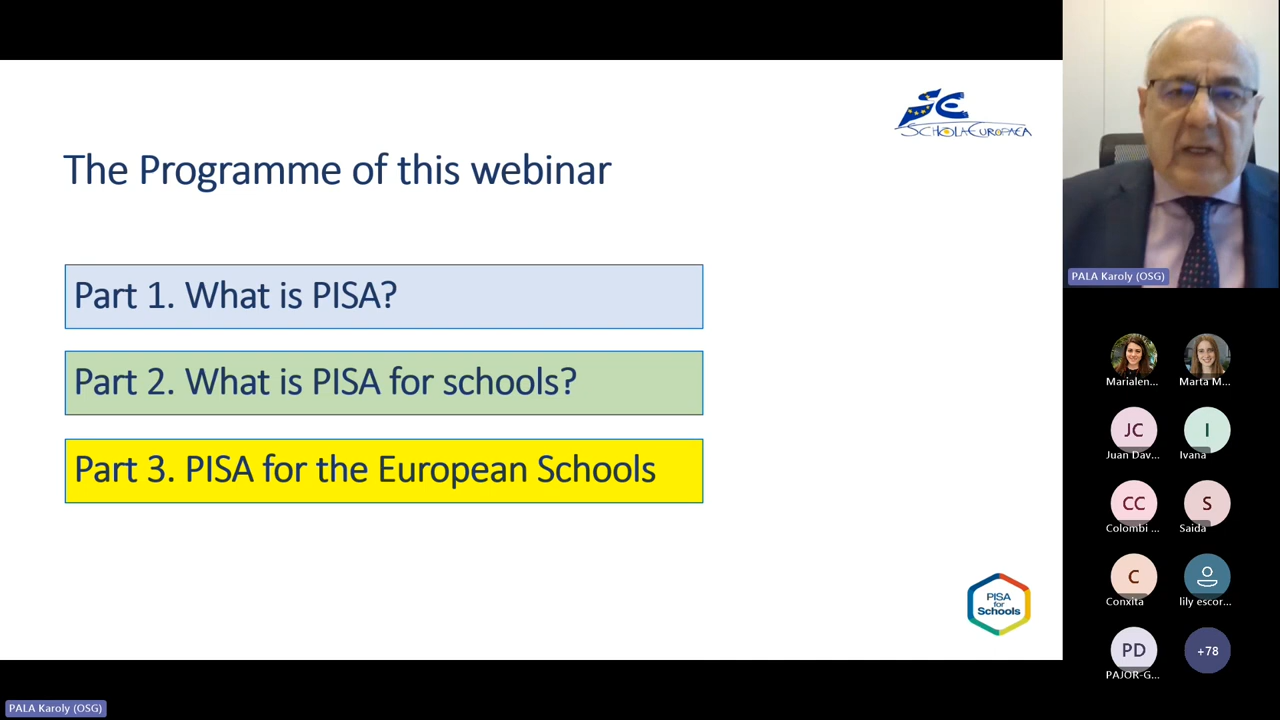 SCHOLA EUROPAEA
The Programme of this webinar
Part 1. What is PISA?
Part 2. What is PISA for schools?
Part 3. PISA for the European Schools
PISA
for
Schools
PALA Karoly (OSG)
PALA Karoly (OSG)
Marialen...
Marta M...
JC
Juan Dav...
I
Ivana
CC
Colombi ...
S
Saida
C
Conxita
lily escor...
PD
PAJOR-G...
+78